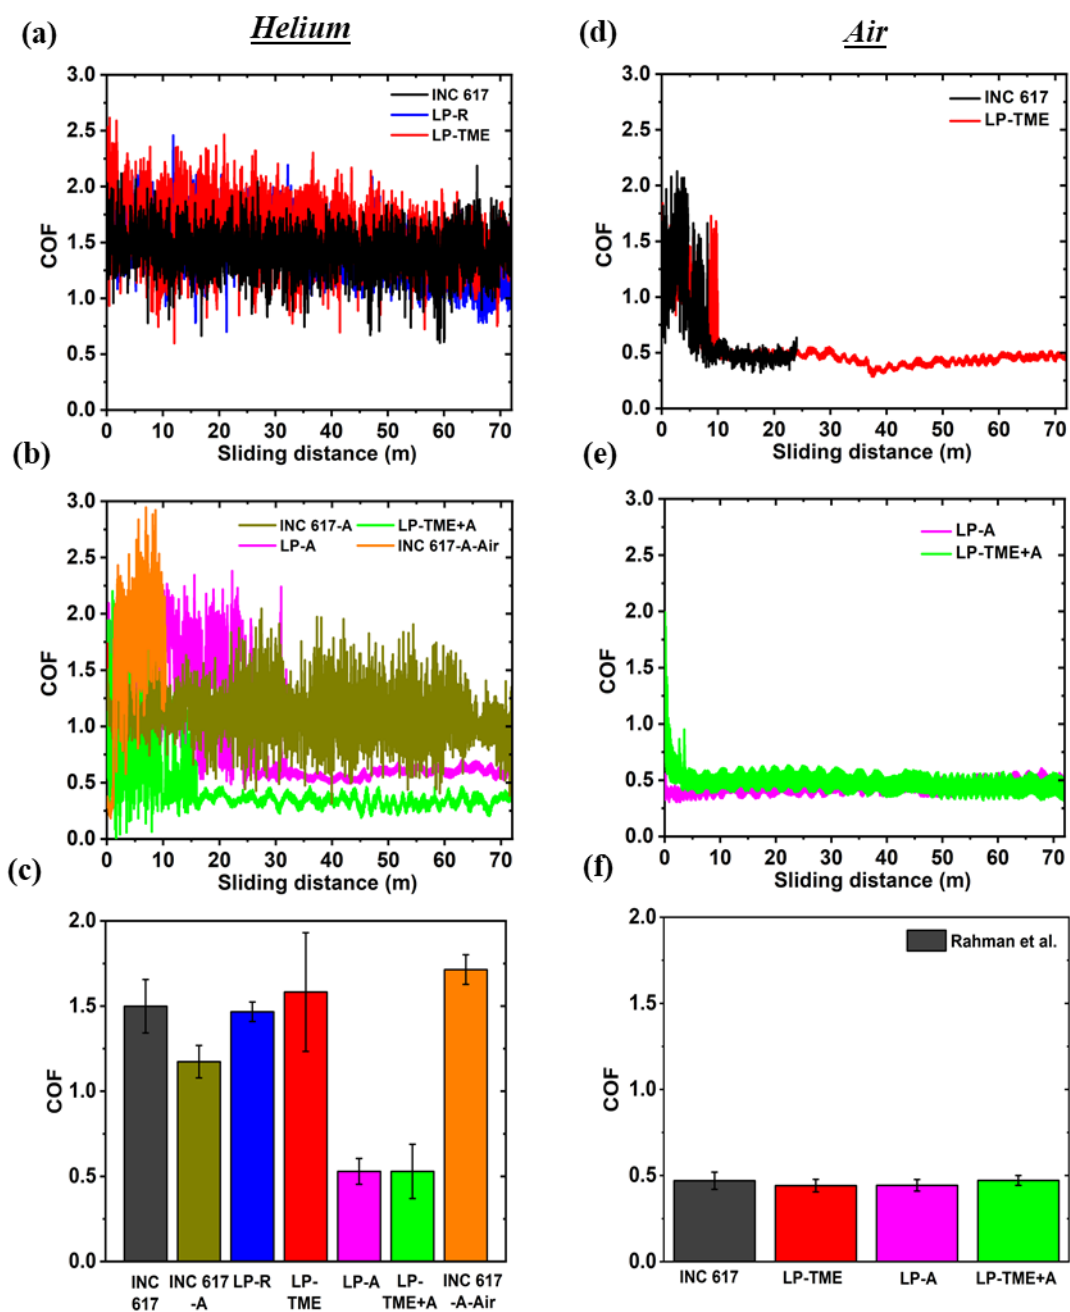 Helium
Air
(a)
3.0
2.5
2.0
1.5
1.0
0.5
0.0
COF
INC 617
LP-R
LP-TME
0 10 20 30 40 50 60 70
Sliding distance (m)
(d)
3.0
2.5
2.0
1.5
1.0
0.5
0.0
COF
INC 617
LP-TME
0 10 20 30 40 50 60 70
Sliding distance (m)
(b)
3.0
2.5
2.0
1.5
1.0
0.5
0.0
COF
INC 617-A LP-TME+A
LP-A INC 617-A-Air
0 10 20 30 40 50 60 70
Sliding distance (m)
(e)
3.0
2.5
2.0
1.5
1.0
0.5
0.0
COF
LP-A
LP-TME+A
0 10 20 30 40 50 60 70
Sliding distance (m)
(c)
2.0
1.5
1.0
0.5
0.0
COF
INC 617
INC 617-A
LP-R
LP-TME
LP-A
LP-TME+A
INC 617-A-Air
(f)
2.0
1.5
1.0
0.5
0.0
COF
Rahman et al.
INC 617 LP-TME LP-A LP-TME+A